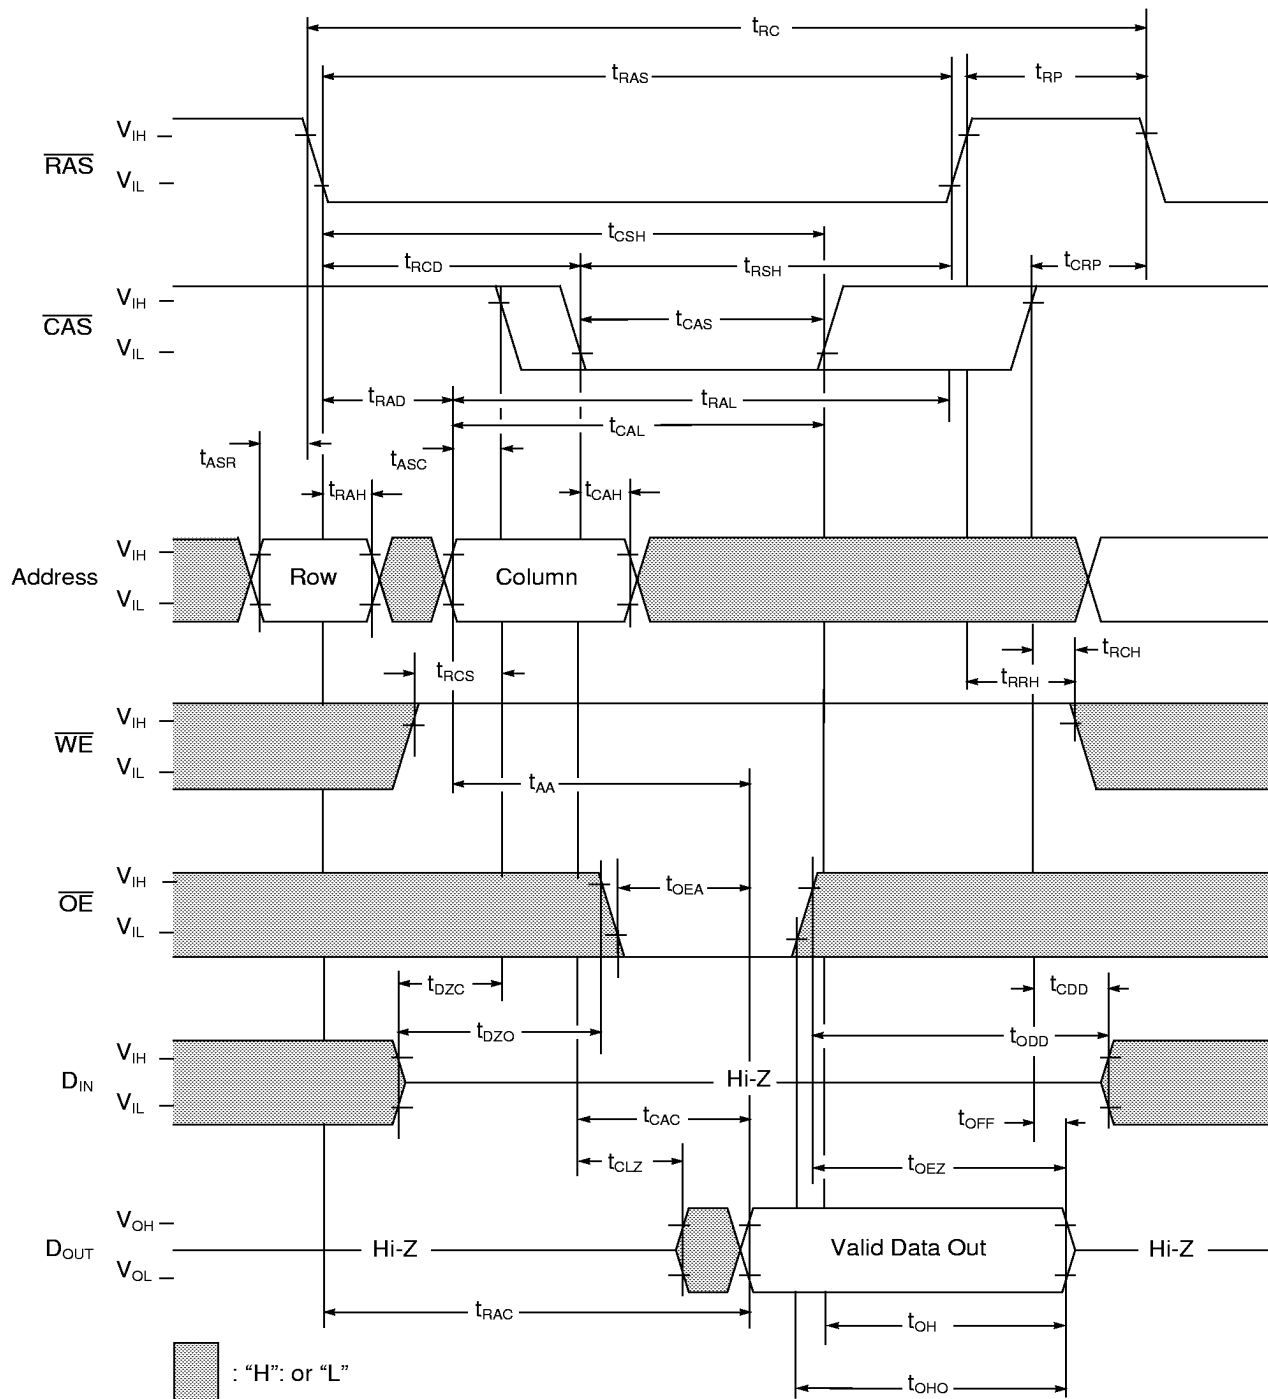 tRC
tRAS
tRP
VIH
RAS
VIL
tCSH
tRCD
tRSH
tCRP
VIH
CAS
tCAS
VIL
tRAD
tRAL
tCAL
tASR
tASC
tRAH
tCAH
VIH
Address
Row
Column
VIL
tRCH
tRCS
tRRH
VIH
WE
VIL
tAA
VIH
tOEA
OE
VIL
tDZC
tCDD
tDZO
tODD
VIH
DIN
Hi-Z
VIL
tCAC
tOFF
tCLZ
tOEZ
VOH
DOUT
Hi-Z
Valid Data Out
Hi-Z
VOL
tRAC
tOH
: “H”: or “L”
tOHO